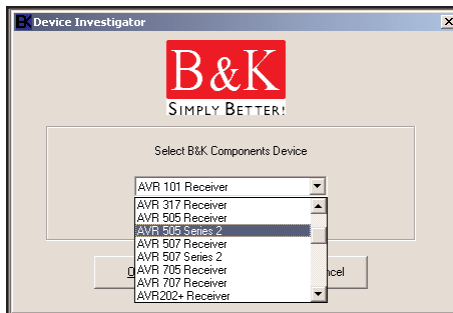 Device Investigator
B&K
SIMPLY BETTER!
Select B&K Components Device
AVR 101 Receiver
AVR 317 Receiver
AVR 505 Receiver
AVR 505 Series 2
AVR 507 Receiver
AVR 507 Series 2
AVR 705 Receiver
AVR 707 Receiver
AVR202+ Receiver